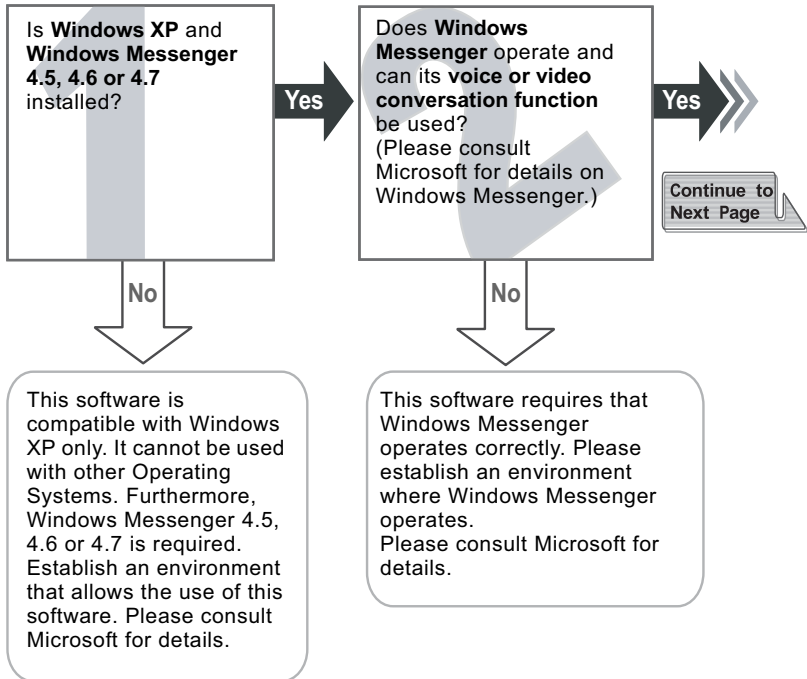 1
Is Windows XP and
Windows Messenger
4.5, 4.6 or 4.7
installed?
Yes
2
Does Windows
Messenger operate and
can its voice or video
conversation function
be used?
(Please consult
Microsoft for details on
Windows Messenger.)
Yes
Continue to
Next Page
No
This software is
compatible with Windows
XP only. It cannot be used
with other Operating
Systems. Furthermore,
Windows Messenger 4.5,
4.6 or 4.7 is required.
Establish an environment
that allows the use of this
software. Please consult
Microsoft for details.
No
This software requires that
Windows Messenger
operates correctly. Please
establish an environment
where Windows Messenger
operates.
Please consult Microsoft for
details.